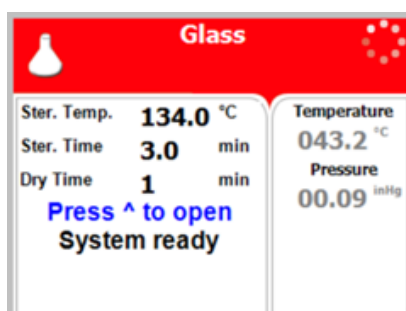 Glass
Ster. Temp. 134.0 °C
Ster. Time 3.0 min
Dry Time 1 min
Press ^ to open
System ready
Temperature
043.2 °C
Pressure
00.09 inHg